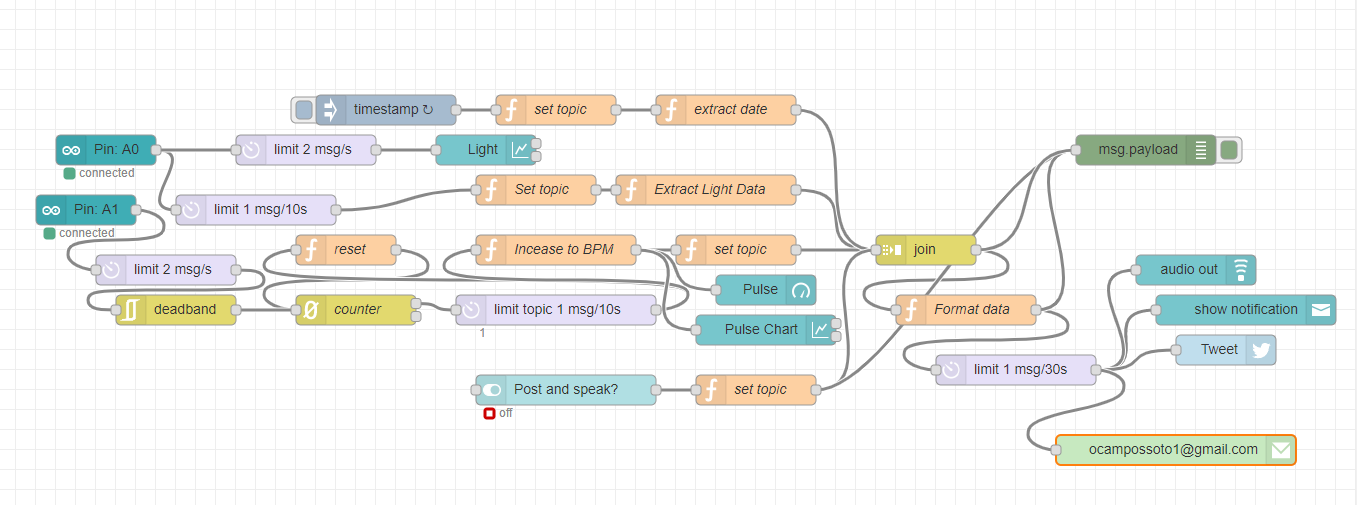 timestamp ↻
set topic
extract date
Pin: A0
connected
limit 2 msg/s
Light
msg.payload
Set topic
Extract Light Data
Pin: A1
connected
limit 1 msg/10s
reset
Incease to BPM
set topic
join
limit 2 msg/s
audio out
Pulse
deadband
counter
limit topic 1 msg/10s
1
Format data
show notification
Pulse Chart
Tweet
limit 1 msg/30s
Post and speak?
off
set topic
ocampossoto1@gmail.com